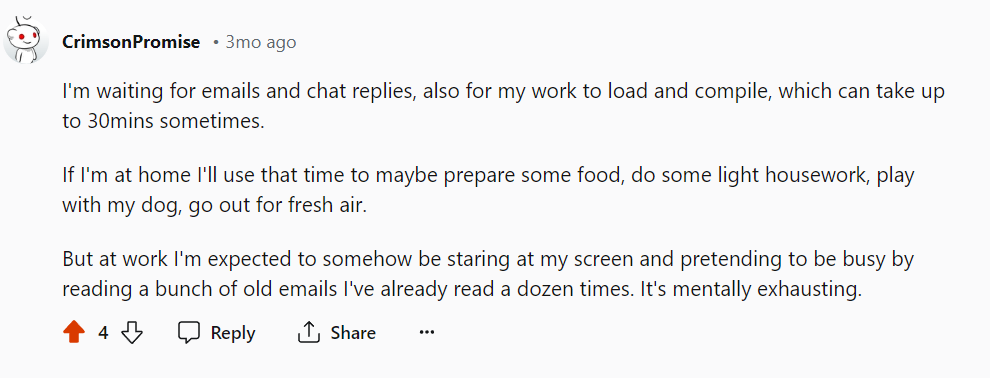 CrimsonPromise • 3mo ago
I'm waiting for emails and chat replies, also for my work to load and compile, which can take up
to 30mins sometimes.
If I'm at home I'll use that time to maybe prepare some food, do some light housework, play
with my dog, go out for fresh air.
But at work I'm expected to somehow be staring at my screen and pretending to be busy by
reading a bunch of old emails I've already read a dozen times. It's mentally exhausting.
4 Reply Share ···